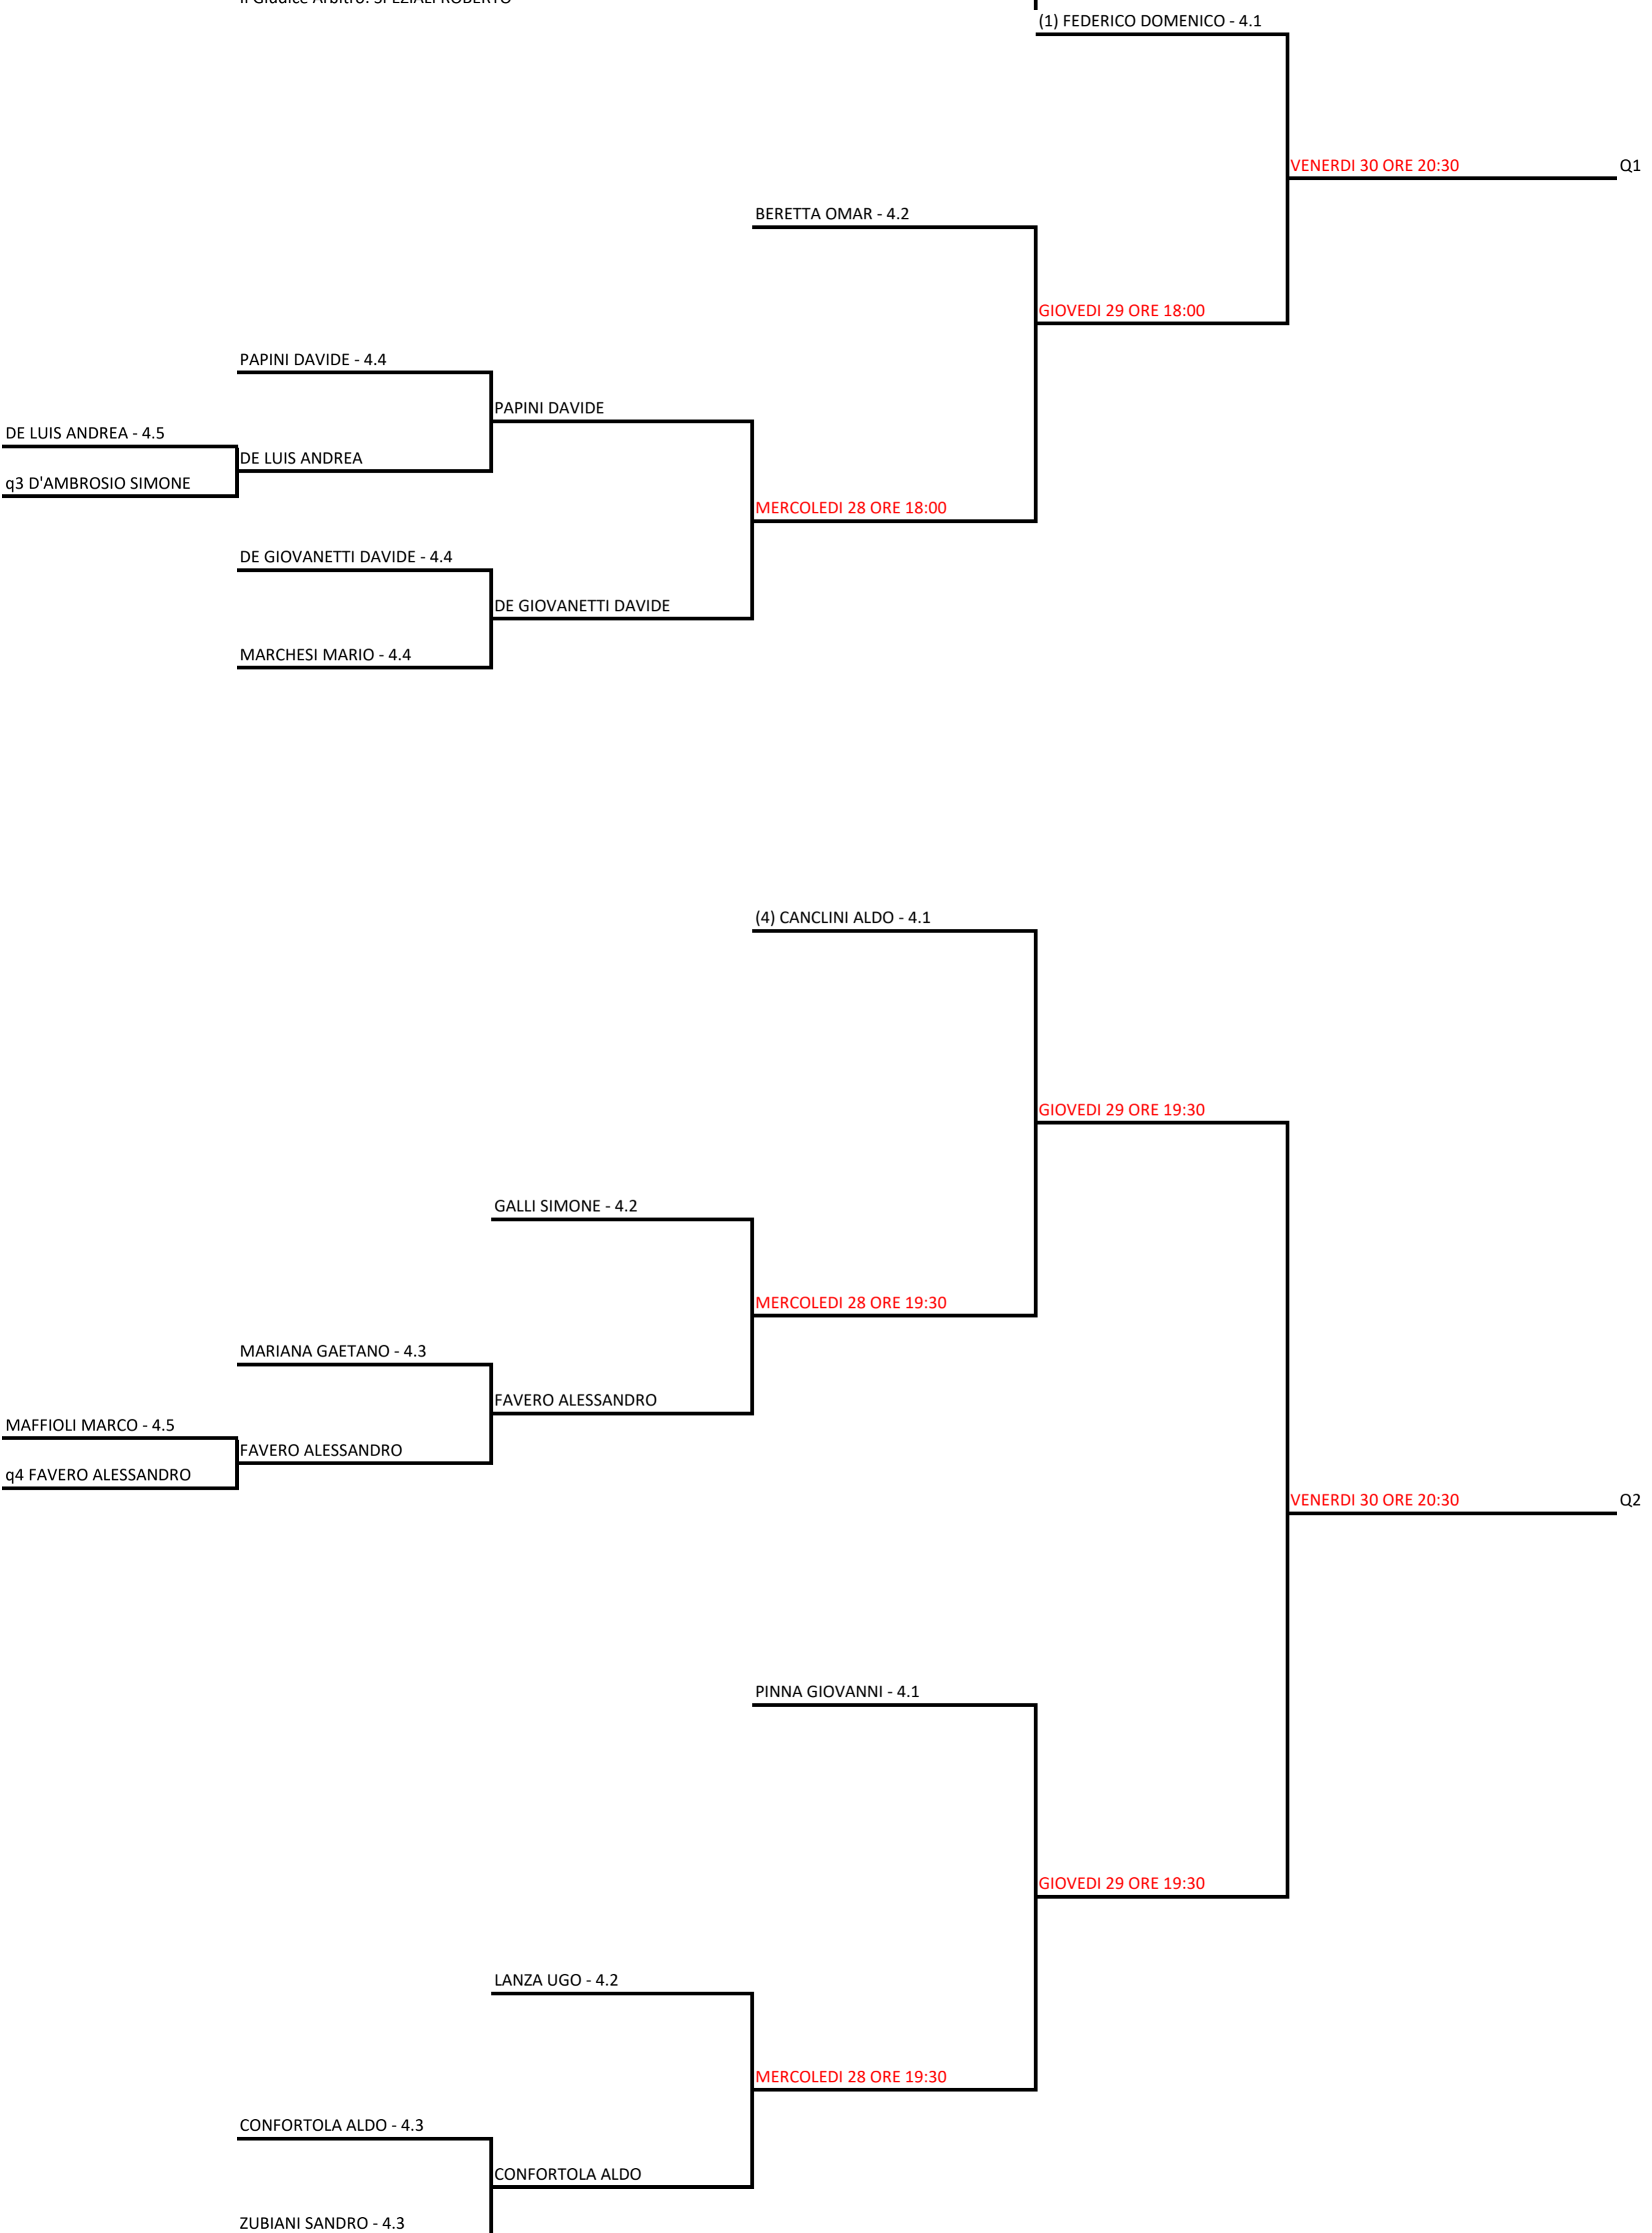 Il Giudice Arbitro: SPEZIALI ROBERTO
(1) FEDERICO DOMENICO - 4.1
VENERDI 30 ORE 20:30
Q1
BERETTA OMAR - 4.2
GIOVEDI 29 ORE 18:00
PAPINI DAVIDE - 4.4
PAPINI DAVIDE
DE LUIS ANDREA - 4.5
DE LUIS ANDREA
q3 D'AMBROSIO SIMONE
MERCOLEDI 28 ORE 18:00
DE GIOVANETTI DAVIDE - 4.4
DE GIOVANETTI DAVIDE
MARCHESI MARIO - 4.4
(4) CANCLINI ALDO - 4.1
GIOVEDI 29 ORE 19:30
GALLI SIMONE - 4.2
MERCOLEDI 28 ORE 19:30
MARIANA GAETANO - 4.3
FAVERO ALESSANDRO
MAFFIOLI MARCO - 4.5
FAVERO ALESSANDRO
q4 FAVERO ALESSANDRO
VENERDI 30 ORE 20:30
Q2
PINNA GIOVANNI - 4.1
GIOVEDI 29 ORE 19:30
LANZA UGO - 4.2
MERCOLEDI 28 ORE 19:30
CONFORTOLA ALDO - 4.3
CONFORTOLA ALDO
ZUBIANI SANDRO - 4.3